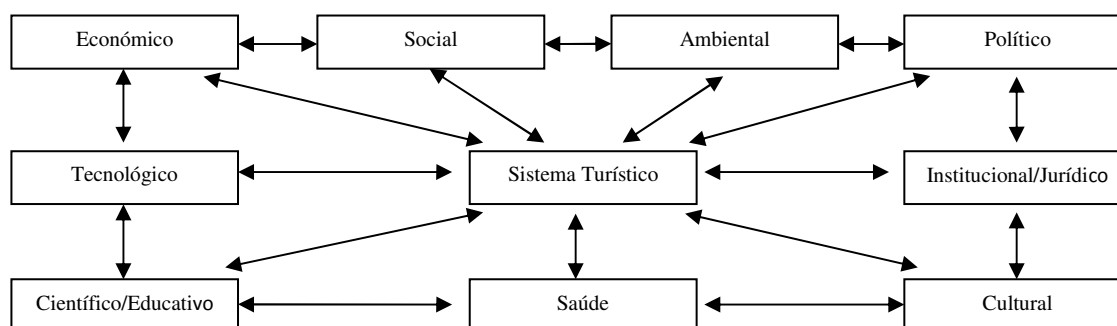 Económico
Social
Ambiental
Político
Tecnológico
Sistema Turístico
Institucional/Jurídico
Científico/Educativo
Saúde
Cultural